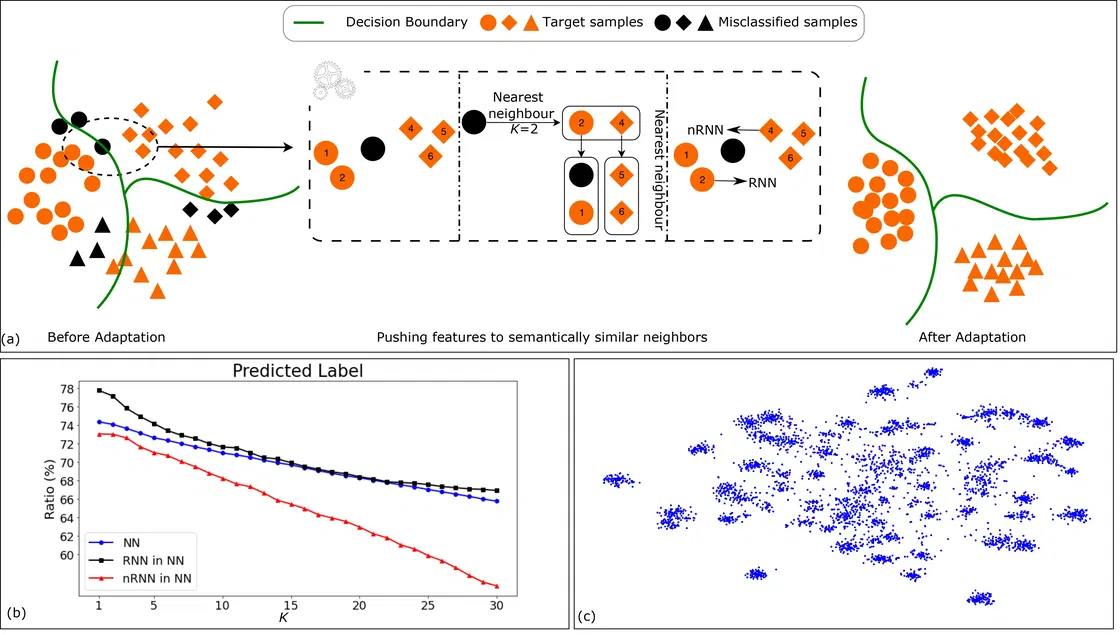 Decision Boundary Target samples Misclassified samples
Nearest
neighbour
K=2
1
2
4
5
6
2 4
5
1 6
Nearest neighbour
nRNN
RNN
1
2
4
5
6
(a)
Before Adaptation
Pushing features to semantically similar neighbors
After Adaptation
Predicted Label
Ratio (%)
78
76
74
72
70
68
66
64
62
60
NN
RNN in NN
nRNN in NN
1 5 10 15 20 25 30
K
(b)
(c)